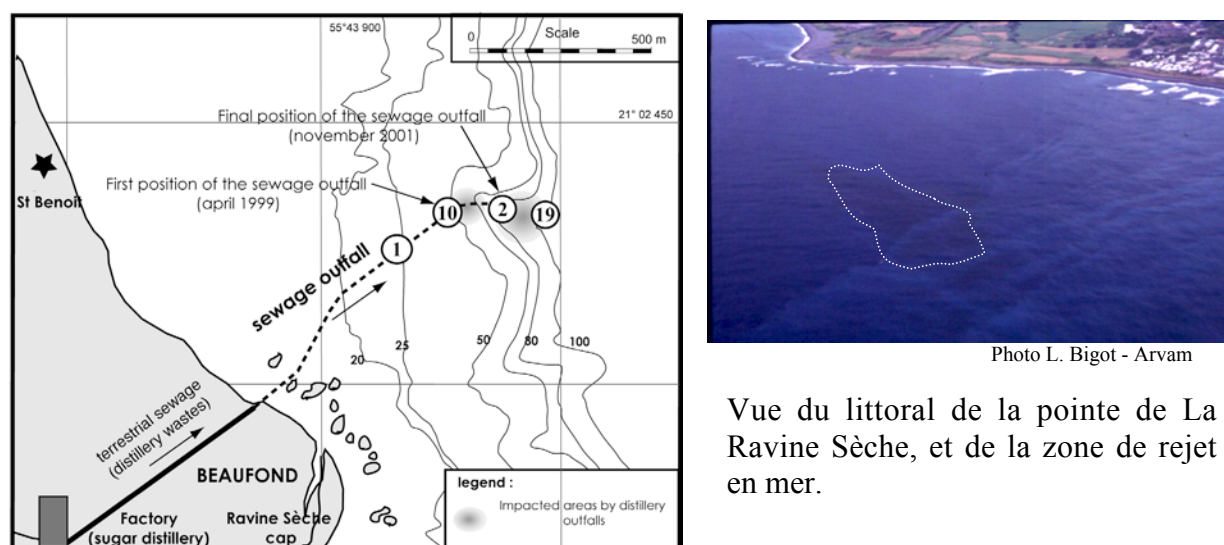 55°43 900
Scale
0
500 m
21° 02 450
Final position of the sewage outfall
(november 2001)
St Benoit
First position of the sewage outfall
(april 1999)
10
2
19
1
sewage outfall
20
25
50
80
100
terrestrial sewage
(distillery wastes)
BEAUFOND
Factory
(sugar distillery)
Ravine Sèche
cap
legend :
Impacted areas by distillery
outfalls
Photo L. Bigot - Arvam
Vue du littoral de la pointe de La
Ravine Sèche, et de la zone de rejet
en mer.